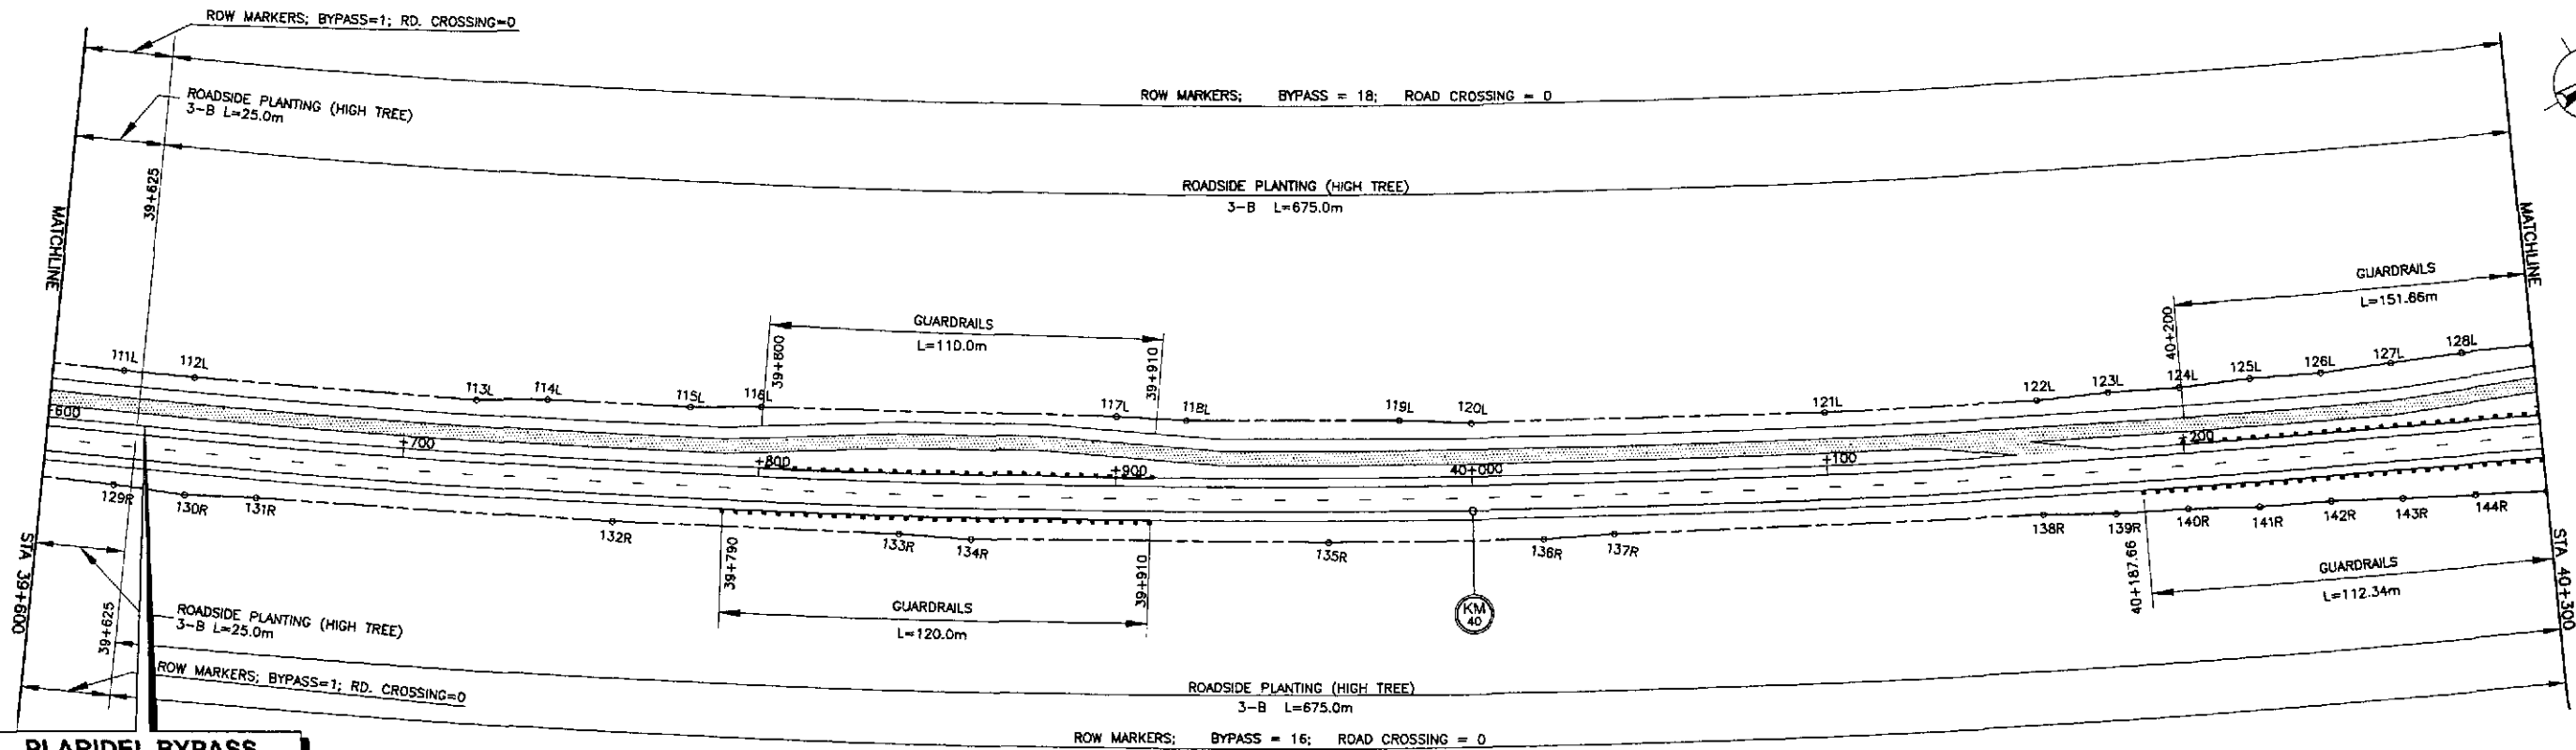 ROW MARKERS; BYPASS=1; RD. CROSSING=0
ROW MARKERS; BYPASS = 18; ROAD CROSSING = 0
ROADSIDE PLANTING (HIGH TREE)
3-B L=25.0m
39+625
ROADSIDE PLANTING (HIGH TREE)
3-B L=675.0m
MATCHLINE
MATCHLINE
GUARDRAILS
L=151.66m
GUARDRAILS
L=110.0m
39+800
39+910
40+200
111L
112L
113L
114L
115L
116L
117L
118L
119L
120L
121L
122L
123L
124L
125L
126L
127L
128L
+600
+700
+800
+900
40+000
+100
+200
129R
130R
131R
132R
133R
134R
135R
136R
137R
138R
139R
140R
141R
142R
143R
144R
STA 39+600
39+625
39+790
39+910
40+187.66
STA 40+300
GUARDRAILS
L=120.0m
KM
40
GUARDRAILS
L=112.34m
ROADSIDE PLANTING (HIGH TREE)
3-B L=25.0m
ROW MARKERS; BYPASS=1; RD. CROSSING=0
ROADSIDE PLANTING (HIGH TREE)
3-B L=675.0m
ROW MARKERS; BYPASS = 16; ROAD CROSSING = 0
PLARIDEL BYPASS